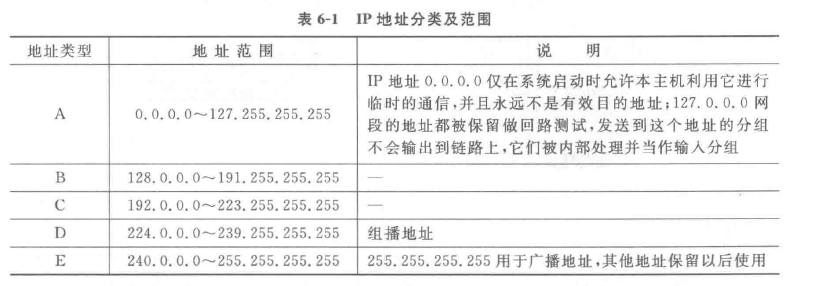 表 6-1 IP 地址分类及范围
地址类型 地址范围 说 明
A 0.0.0.0～127.255.255.255 IP 地址 0.0.0.0 仅在系统启动时允许本主机利用它进行
临时的通信,并且永远不是有效目的地址;127.0.0.0 网
段的地址都被保留做回路测试,发送到这个地址的分组
不会输出到链路上,它们被内部处理并当作输入分组
B 128.0.0.0～191.255.255.255 —
C 192.0.0.0～223.255.255.255 —
D 224.0.0.0～239.255.255.255 组播地址
E 240.0.0.0～255.255.255.255 255.255.255.255 用于广播地址,其他地址保留以后使用